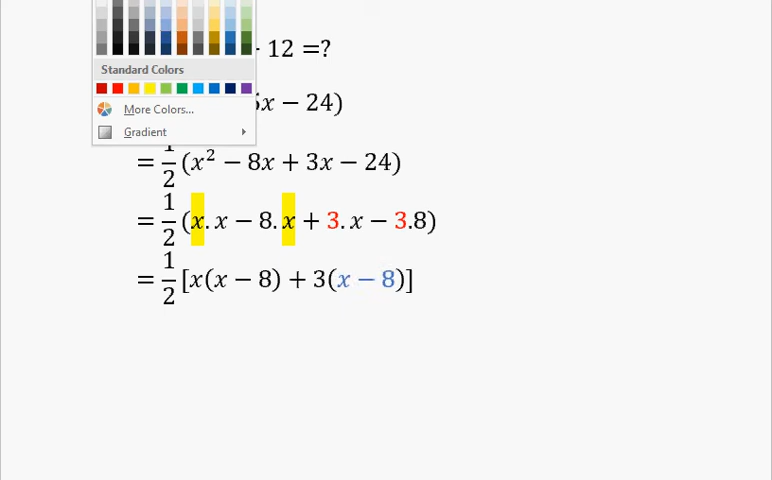 − 12 =?
x − 24)
Standard Colors
More Colors...
Gradient
= 1/2 (x² − 8x + 3x − 24)
= 1/2 (x. x − 8. x + 3. x − 3.8)
= 1/2 [x(x − 8) + 3(x − 8)]